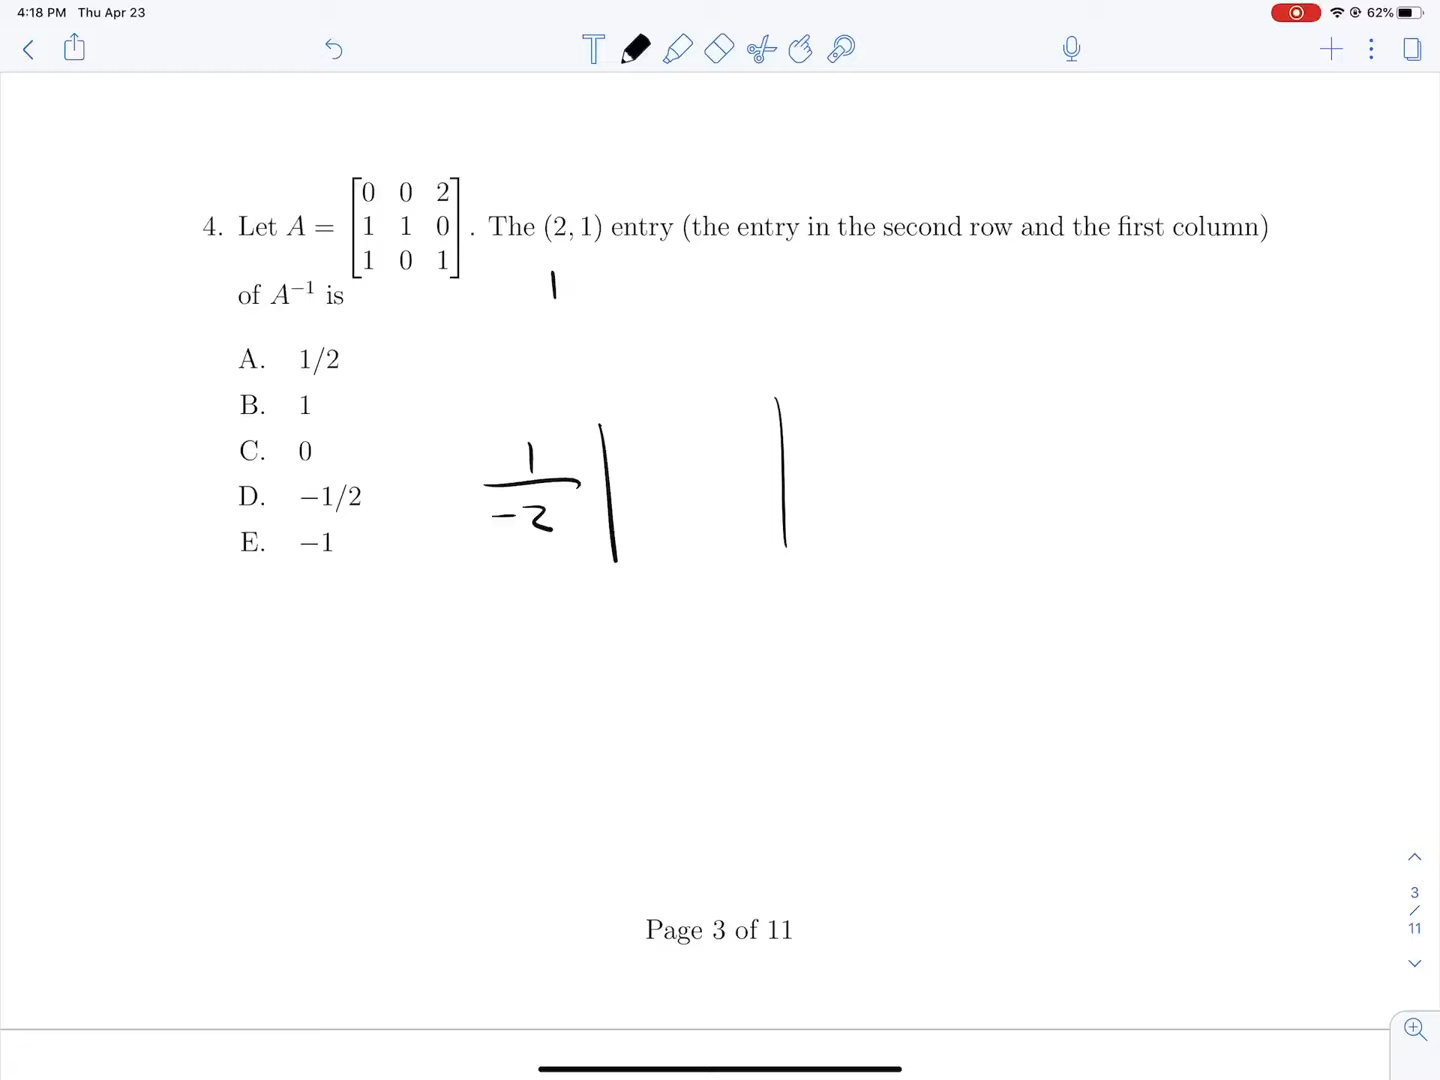 4:18 PM Thu Apr 23
62%
T
0 0 2
4. Let A = 1 1 0 . The (2, 1) entry (the entry in the second row and the first column)
1 0 1
of A⁻¹ is
1
A. 1/2
B. 1
C. 0
D. −1/2
E. −1
1
-2
3
/
11
Page 3 of 11